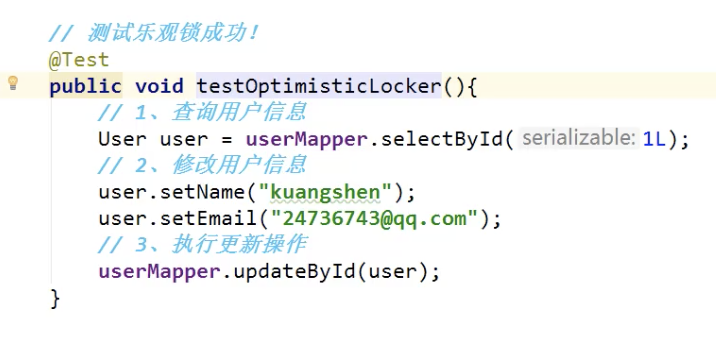 // 测试乐观锁成功！
@Test
public void testOptimisticLocker(){
// 1、查询用户信息
User user = userMapper.selectById( serializable: 1L);
// 2、修改用户信息
user.setName("kuangshen");
user.setEmail("24736743@qq.com");
// 3、执行更新操作
userMapper.updateById(user);
}